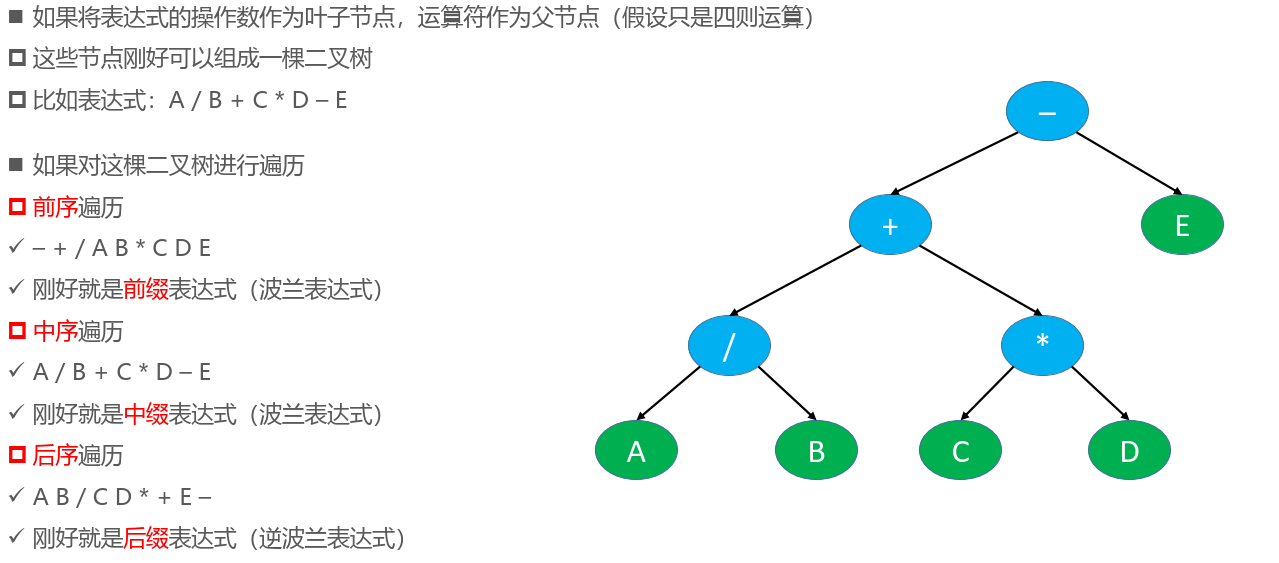 如果将表达式的操作数作为叶子节点，运算符作为父节点（假设只是四则运算）
这些节点刚好可以组成一棵二叉树
比如表达式：A / B + C * D – E
如果对这棵二叉树进行遍历
前序遍历
– + / A B * C D E
刚好就是前缀表达式（波兰表达式）
中序遍历
A / B + C * D – E
刚好就是中缀表达式（波兰表达式）
后序遍历
A B / C D * + E –
刚好就是后缀表达式（逆波兰表达式）
–
+ E
/ *
A B C D